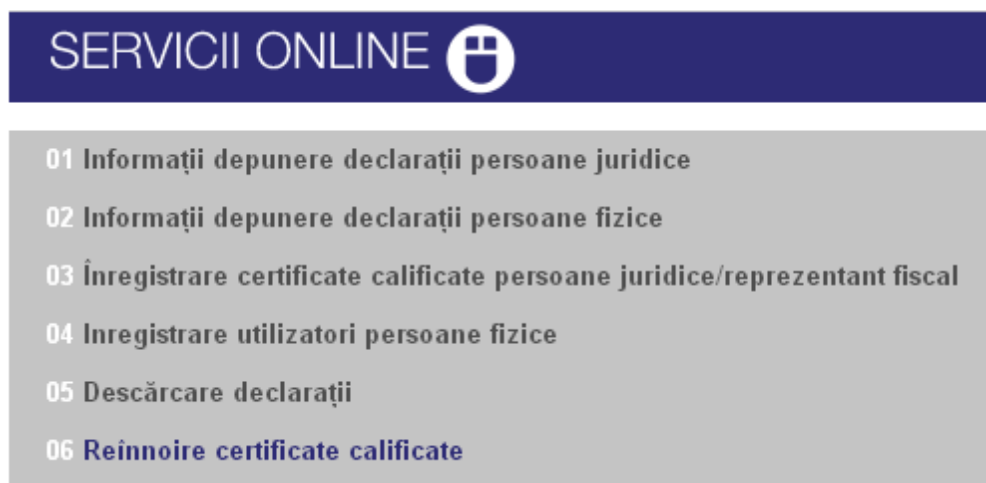 SERVICII ONLINE
01 Informații depunere declarații persoane juridice
02 Informații depunere declarații persoane fizice
03 Înregistrare certificate calificate persoane juridice/reprezentant fiscal
04 Inregistrare utilizatori persoane fizice
05 Descărcare declarații
06 Reînnoire certificate calificate